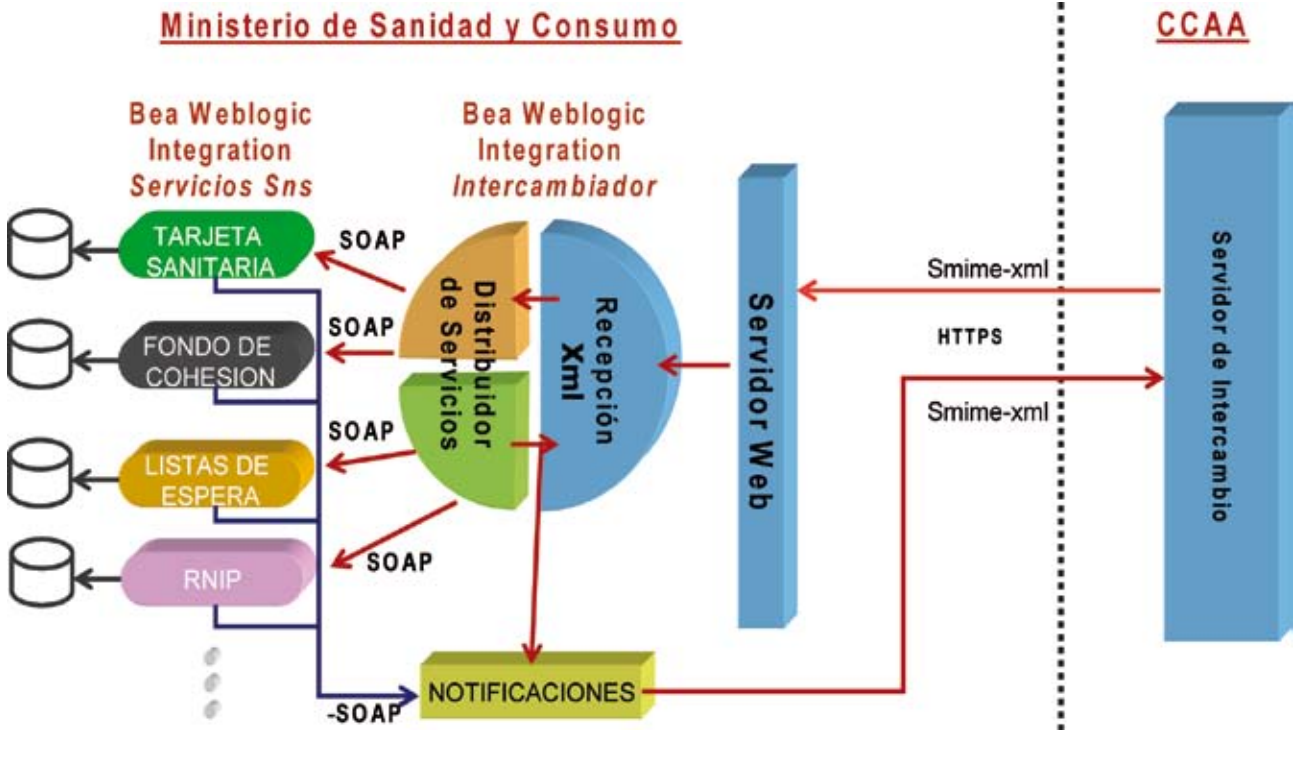 Ministerio de Sanidad y Consumo
CCAA
Bea Weblogic
Integration
Servicios Sns
Bea Weblogic
Integration
Intercambiador
TARJETA
SANITARIA
SOAP
FONDO DE
COHESION
SOAP
LISTAS DE
ESPERA
SOAP
RNIP
SOAP
Distribuidor
de Servicios
Recepción
Xml
Servidor Web
Smime-xml
HTTPS
Smime-xml
Servidor de Intercambio
NOTIFICACIONES
-SOAP